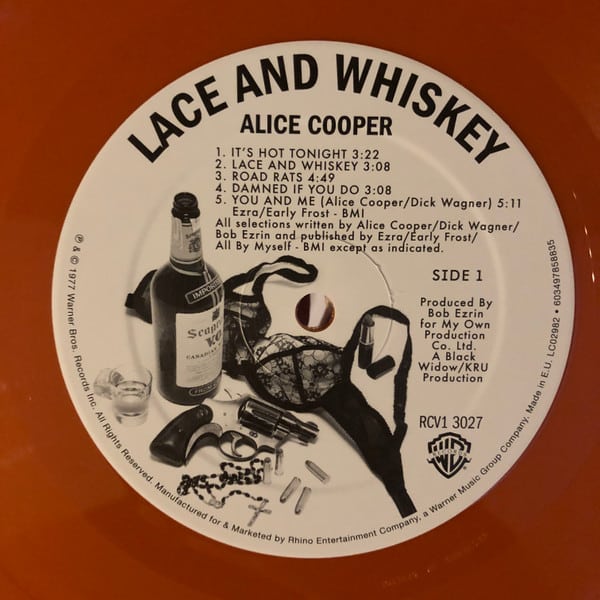 LACE AND WHISKEY
ALICE COOPER
1. IT'S HOT TONIGHT 3:22
2. LACE AND WHISKEY 3:08
3. ROAD RATS 4:49
4. DAMNED IF YOU DO 3:08
5. YOU AND ME (Alice Cooper/Dick Wagner) 5:11
Ezra/Early Frost - BMI
All selections written by Alice Cooper/Dick Wagner/
Bob Ezrin and published by Ezra/Early Frost/
All By Myself - BMI except as indicated.
SIDE 1
Produced By
Bob Ezrin
for My Own
Production
Co. Ltd.
A Black
Widow/KRU
Production
RCV1 3027
IMPORTED
Seagram's
VO
CANADIAN
℗ & © 1977 Warner Bros. Records Inc. All Rights Reserved. Manufactured for & Marketed by Rhino Entertainment Company, a Warner Music Group Company. Made in E.U. LC02982 • 603497858835